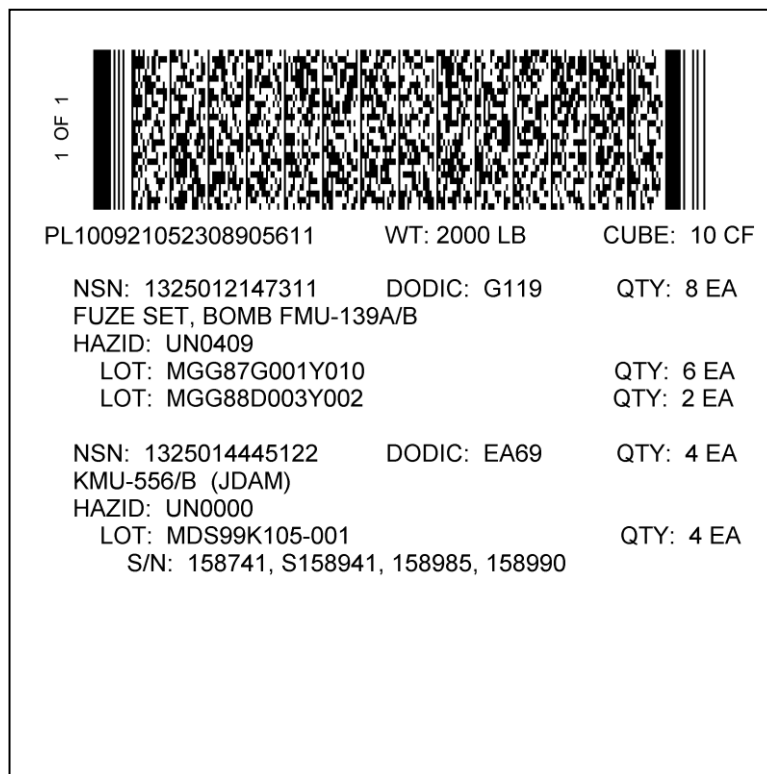 1 OF 1
PL100921052308905611 WT: 2000 LB CUBE: 10 CF
NSN: 1325012147311 DODIC: G119 QTY: 8 EA
FUZE SET, BOMB FMU-139A/B
HAZID: UN0409
LOT: MGG87G001Y010 QTY: 6 EA
LOT: MGG88D003Y002 QTY: 2 EA
NSN: 1325014445122 DODIC: EA69 QTY: 4 EA
KMU-556/B (JDAM)
HAZID: UN0000
LOT: MDS99K105-001 QTY: 4 EA
S/N: 158741, S158941, 158985, 158990